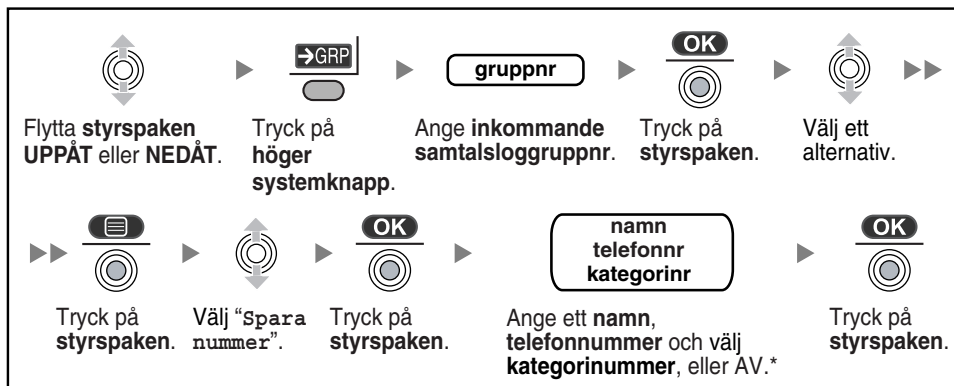 →GRP
gruppnr
OK
Flytta styrspaken
UPPÅT eller NEDÅT.
Tryck på
höger
systemknapp.
Ange inkommande
samtalsloggruppnr.
Tryck på
styrspaken.
Välj ett
alternativ.
OK
namn
telefonnr
kategorinr
OK
Tryck på
styrspaken.
Välj “Spara
nummer”.
Tryck på
styrspaken.
Ange ett namn,
telefonnummer och välj
kategorinummer, eller AV.*
Tryck på
styrspaken.